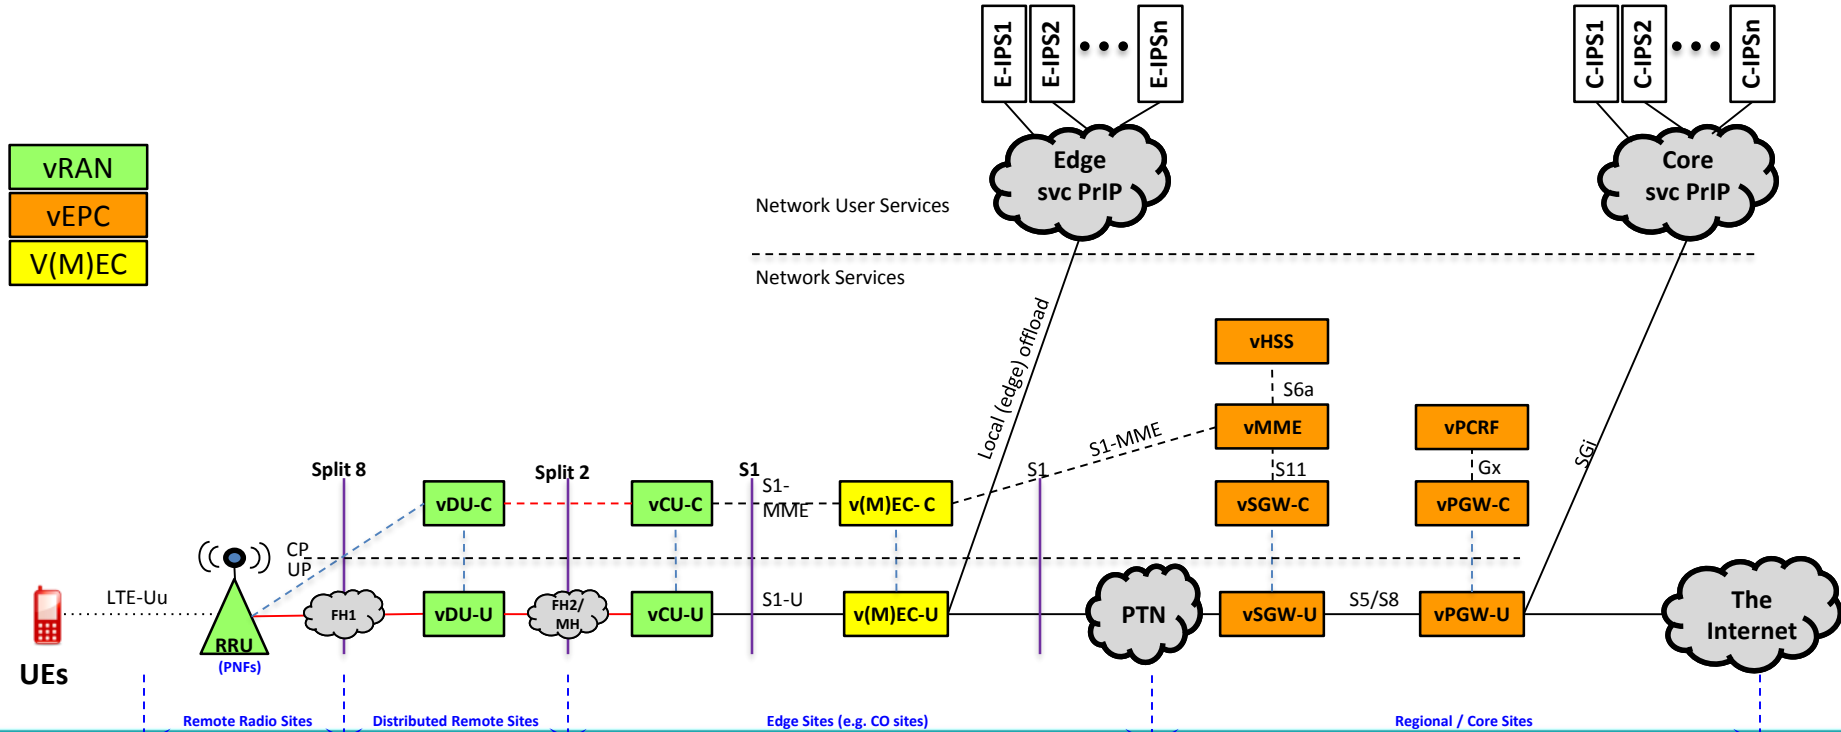 E-IPS1
E-IPS2
E-IPSn
C-IPS1
C-IPS2
C-IPSn
vRAN
vEPC
V(M)EC
Edge
svc PrIP
Core
svc PrIP
Network User Services
Network Services
Local (edge) offload
SGi
vHSS
S6a
vMME
vPCRF
S1-MME
S11
Gx
Split 8
Split 2
S1
S1
vDU-C
vCU-C
S1-
MME
v(M)EC- C
vSGW-C
vPGW-C
CP
UP
LTE-Uu
RRU
(PNFs)
FH1
vDU-U
FH2/
MH
vCU-U
S1-U
v(M)EC-U
PTN
vSGW-U
S5/S8
vPGW-U
The
Internet
UEs
Remote Radio Sites
Distributed Remote Sites
Edge Sites (e.g. CO sites)
Regional / Core Sites